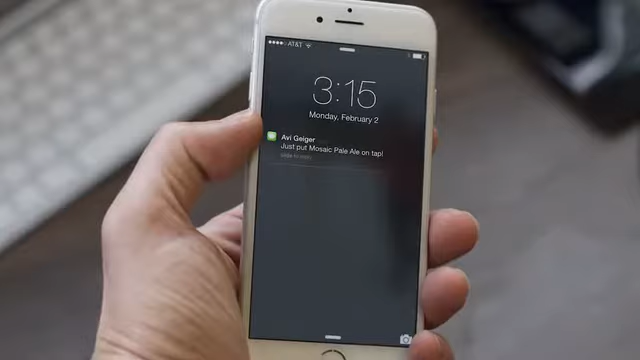 AT&T
3:15
Monday, February 2
Avi Geiger
Just put Mosaic Pale Ale on tap!